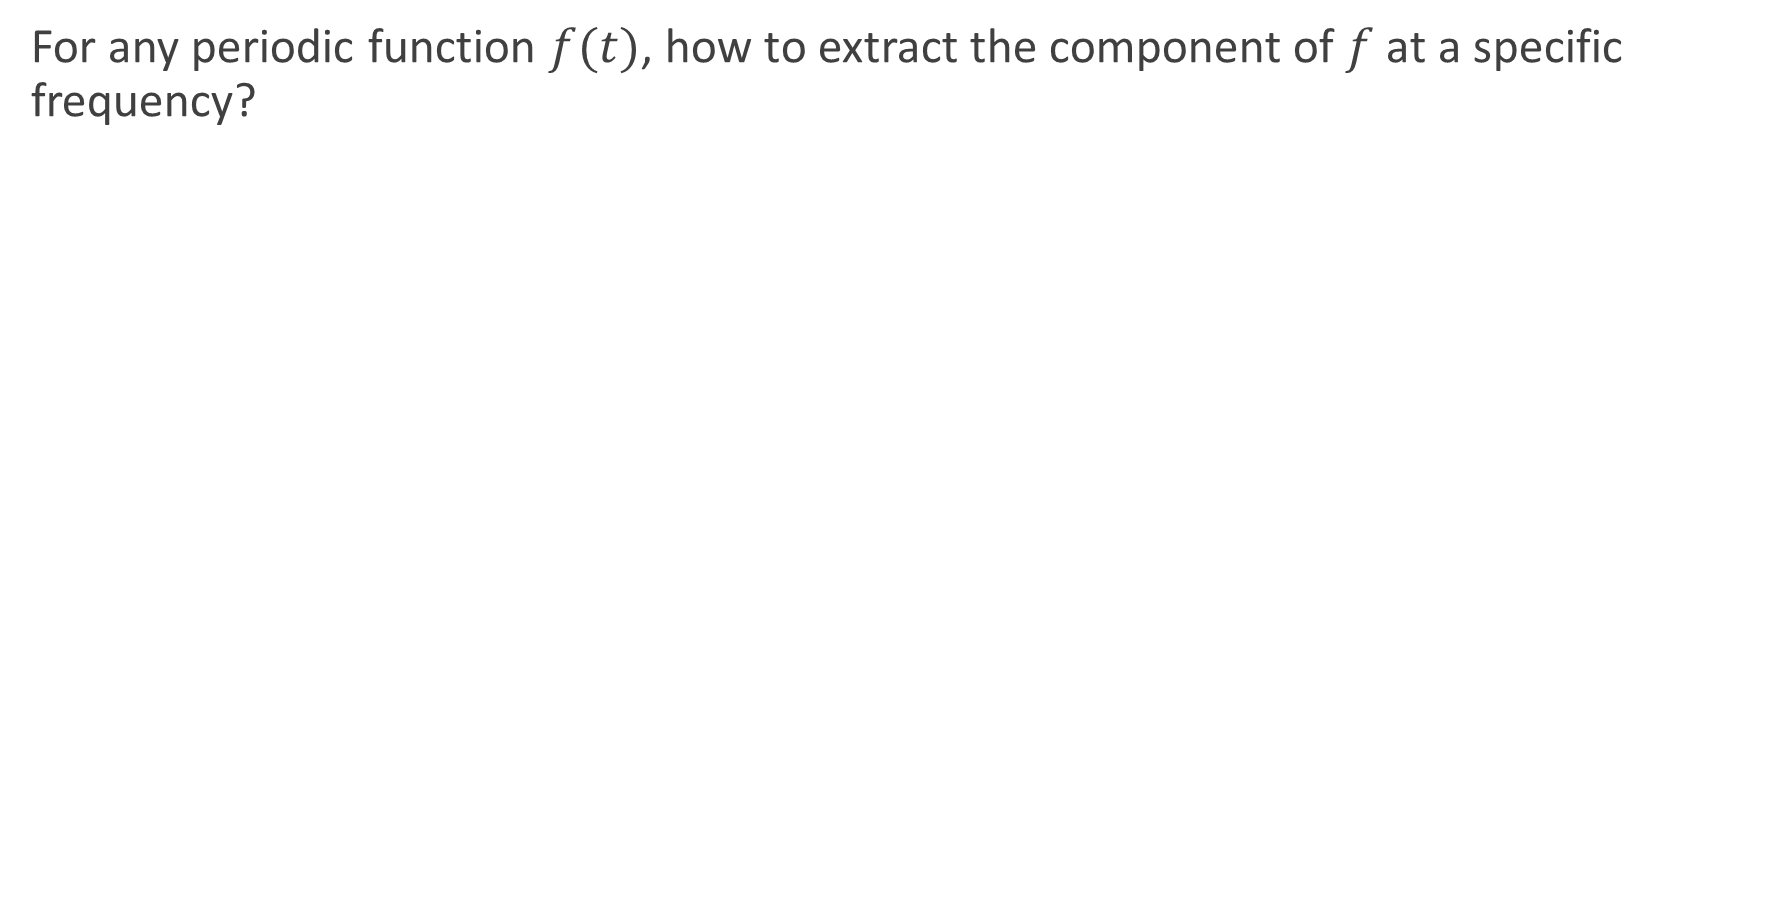 For any periodic function f(t), how to extract the component of f at a specific
frequency?